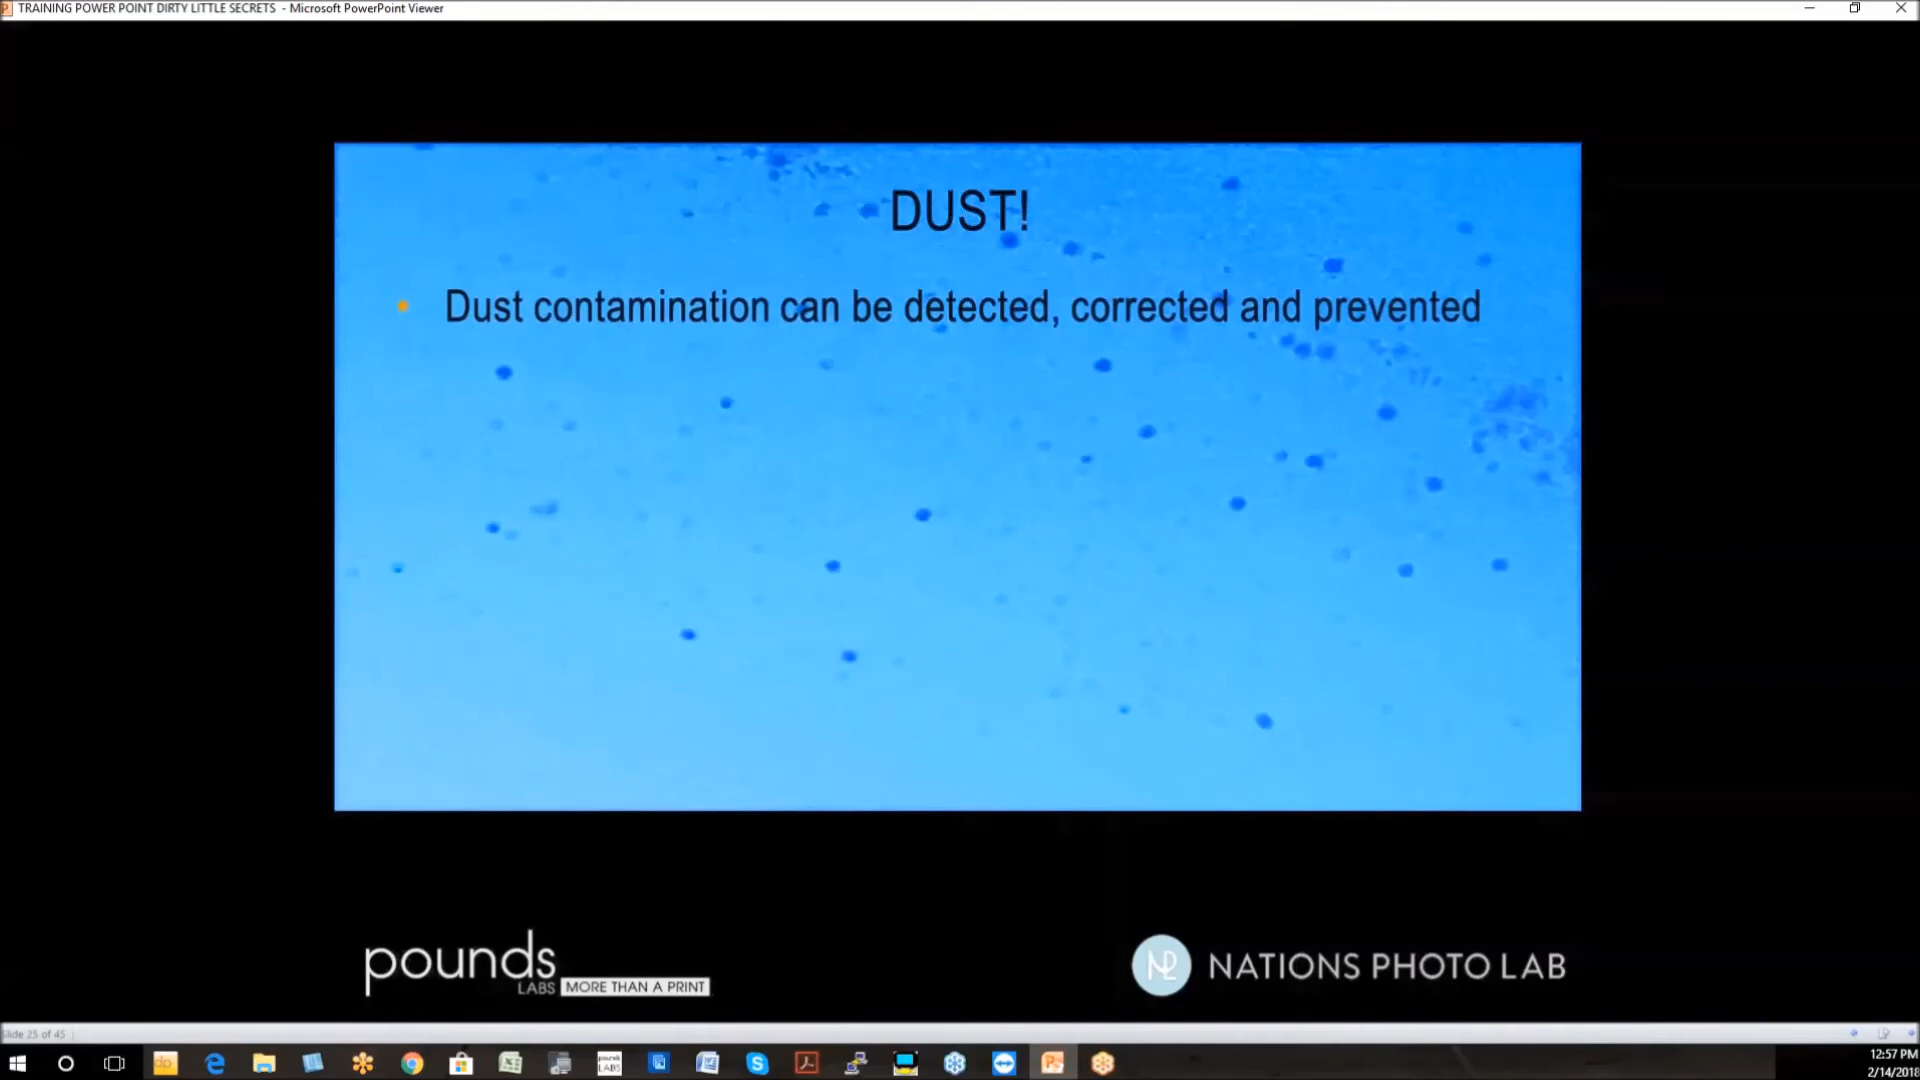 TRAINING POWER POINT DIRTY LITTLE SECRETS - Microsoft PowerPoint Viewer
DUST!
Dust contamination can be detected, corrected and prevented
pounds
LABS MORE THAN A PRINT
NATIONS PHOTO LAB
Slide 25 of 45
12:57 PM
2/14/2018